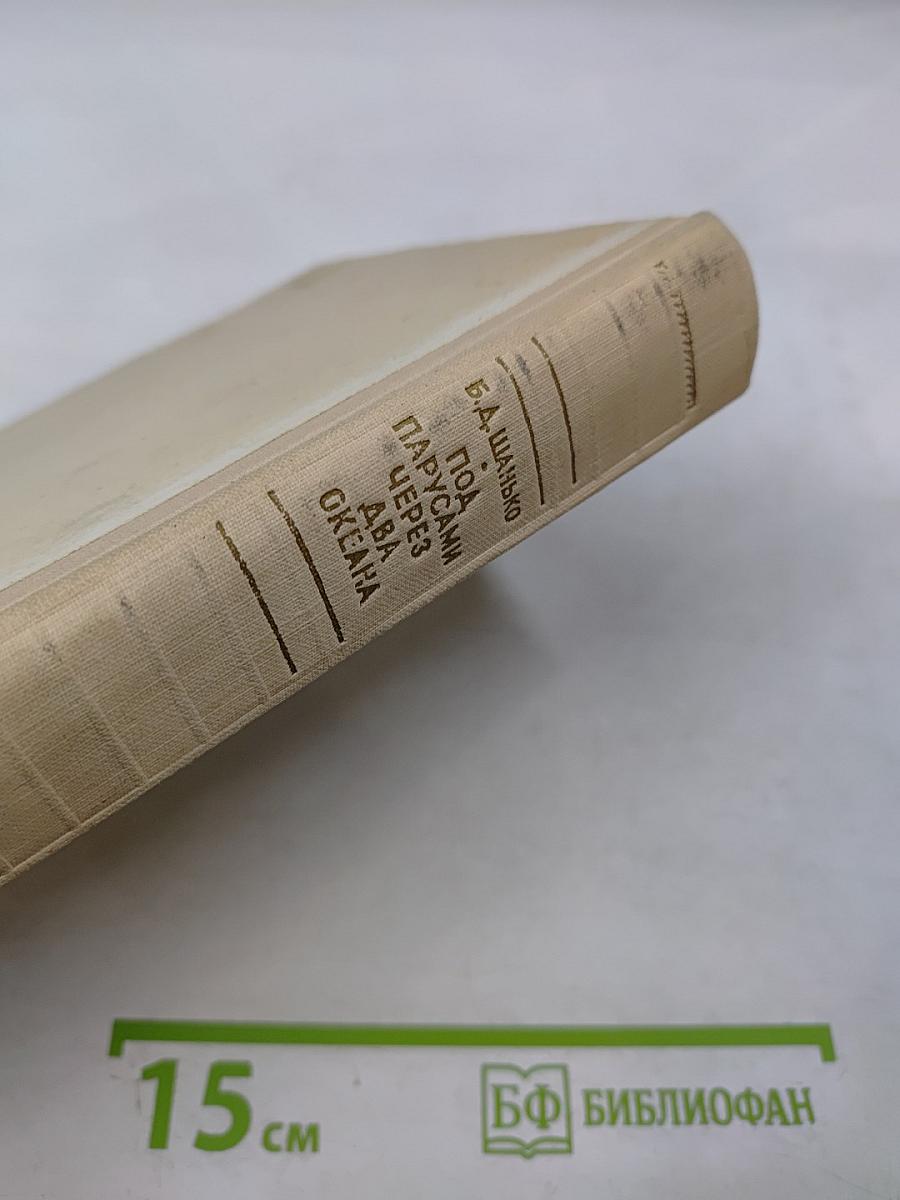 Б.Д. ШАНЬКО
ПОД
ПАРУСАМИ
ЧЕРЕЗ
ДВА
ОКЕАНА
15 см
БФ БИБЛИОФАН